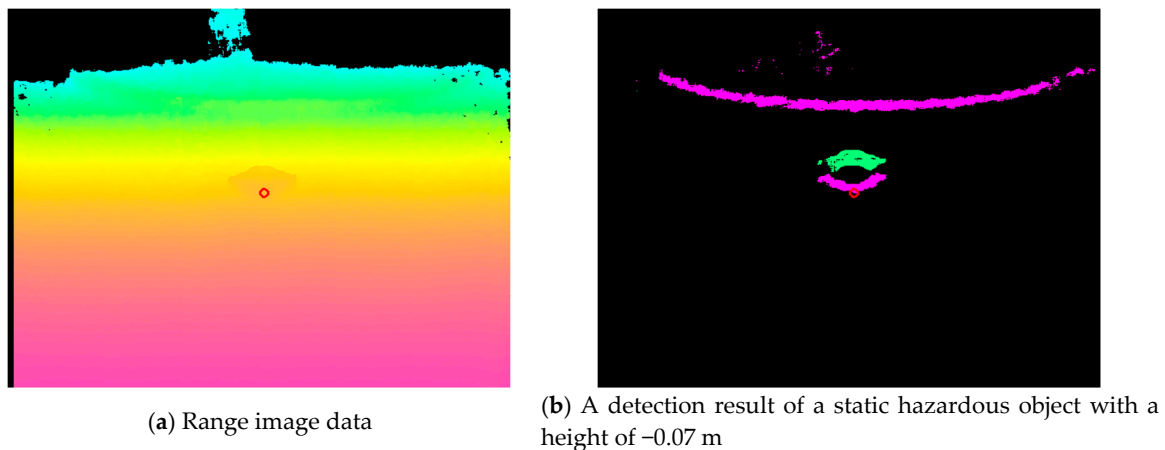 (a) Range image data
(b) A detection result of a static hazardous object with a
height of −0.07 m